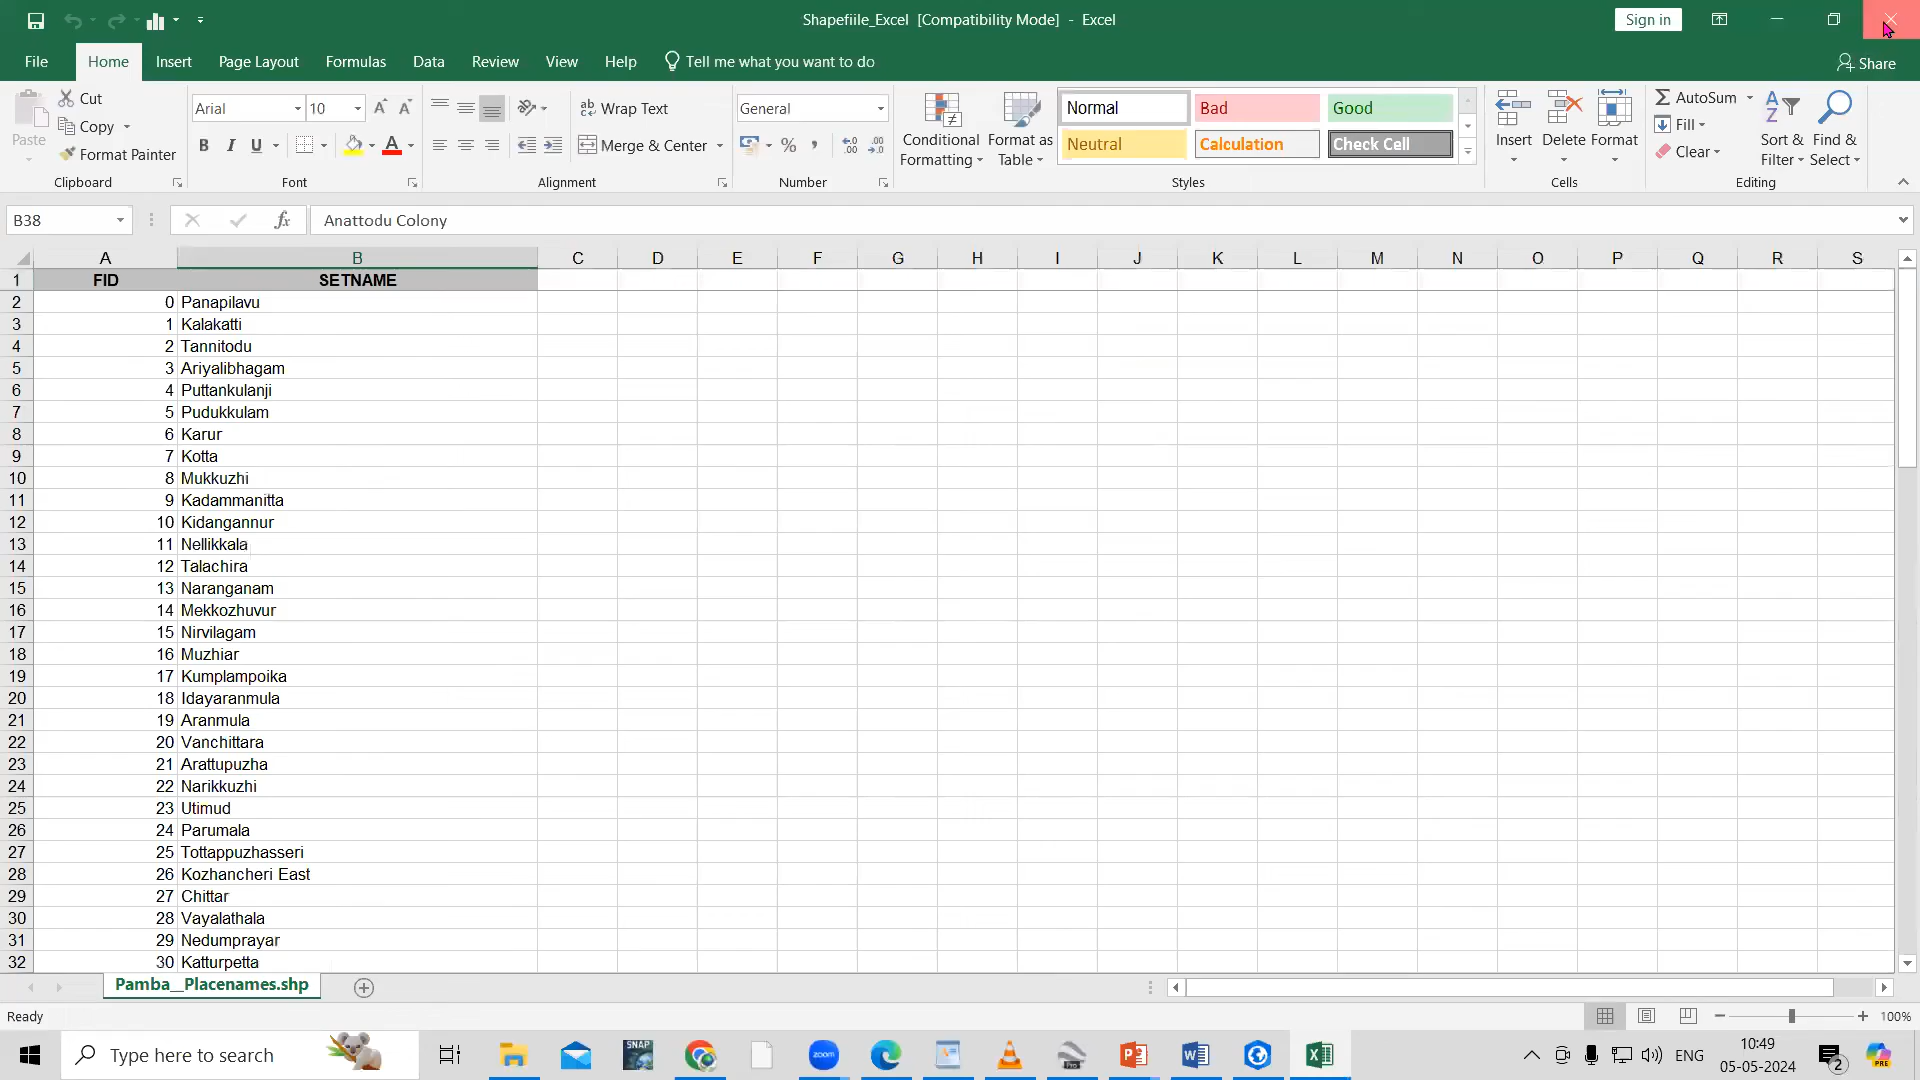 Shapefiile_Excel [Compatibility Mode] - Excel
Sign in
File Home Insert Page Layout Formulas Data Review View Help Tell me what you want to do Share
Paste
Cut
Copy
Format Painter
Clipboard
Arial 10
B I U A
Font
Wrap Text
Merge & Center
Alignment
General
%
Number
Conditional Formatting
Format as Table
Normal Bad Good
Neutral Calculation Check Cell
Styles
Insert Delete Format
Cells
AutoSum
Fill
Clear
Sort & Filter
Find & Select
Editing
B38 fx Anattodu Colony
A B C D E F G H I J K L M N O P Q R S
1 FID SETNAME
2 0 Panapilavu
3 1 Kalakatti
4 2 Tannitodu
5 3 Ariyalibhagam
6 4 Puttankulanji
7 5 Pudukkulam
8 6 Karur
9 7 Kotta
10 8 Mukkuzhi
11 9 Kadammanitta
12 10 Kidangannur
13 11 Nellikkala
14 12 Talachira
15 13 Naranganam
16 14 Mekkozhuvur
17 15 Nirvilagam
18 16 Muzhiar
19 17 Kumplampoika
20 18 Idayaranmula
21 19 Aranmula
22 20 Vanchittara
23 21 Arattupuzha
24 22 Narikkuzhi
25 23 Utimud
26 24 Parumala
27 25 Tottappuzhasseri
28 26 Kozhancheri East
29 27 Chittar
30 28 Vayalathala
31 29 Nedumprayar
32 30 Katturpetta
Pamba__Placenames.shp
Ready
100%
Type here to search
SNAP
zoom
Pro
ENG
10:49
05-05-2024
2
PRE